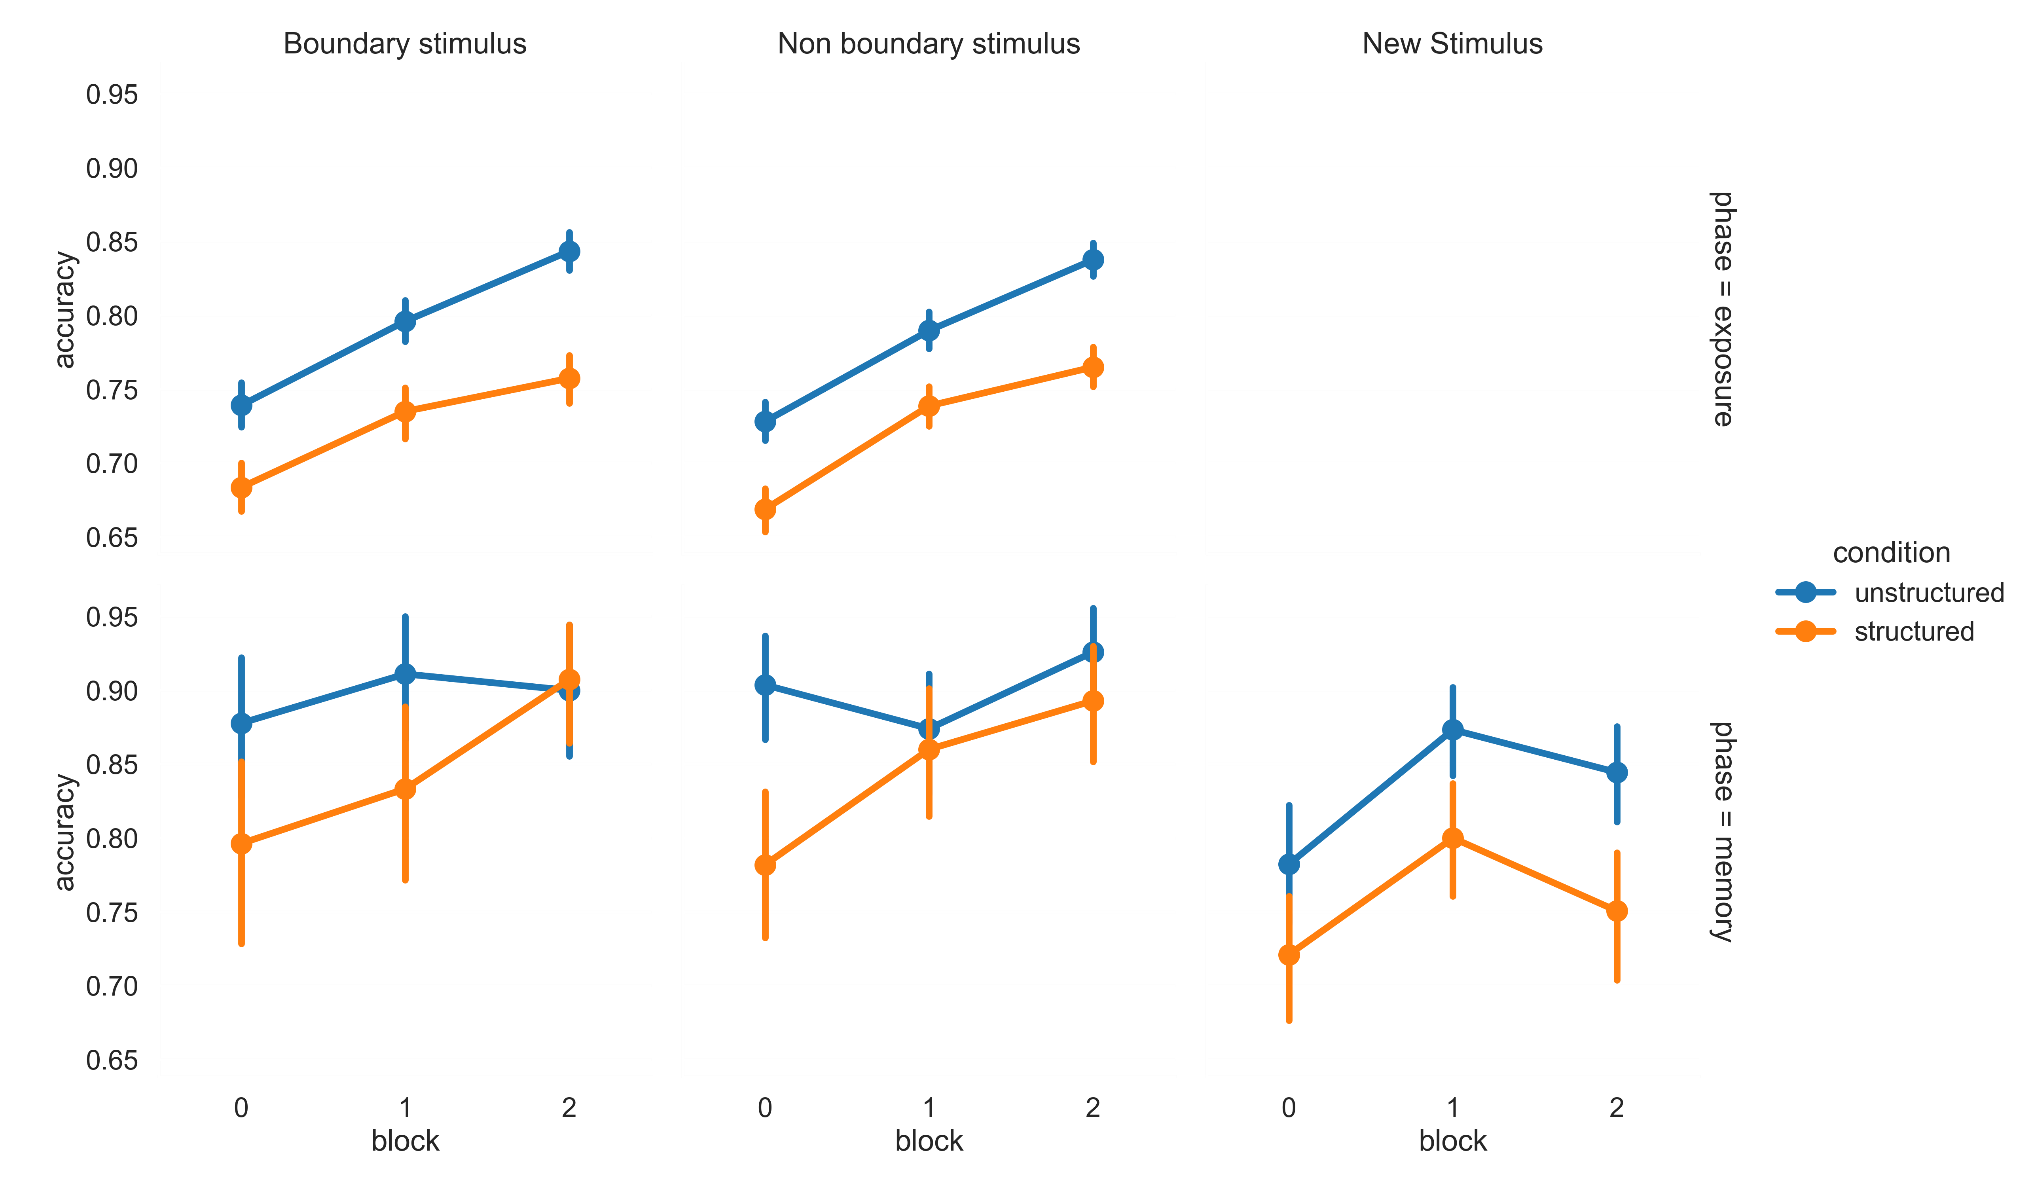 Boundary stimulus
Non boundary stimulus
New Stimulus
0.95
0.90
0.85
0.80
0.75
0.70
0.65
accuracy
phase = exposure
condition
unstructured
structured
0.95
0.90
0.85
0.80
0.75
0.70
0.65
accuracy
phase = memory
0 1 2
block
0 1 2
block
0 1 2
block